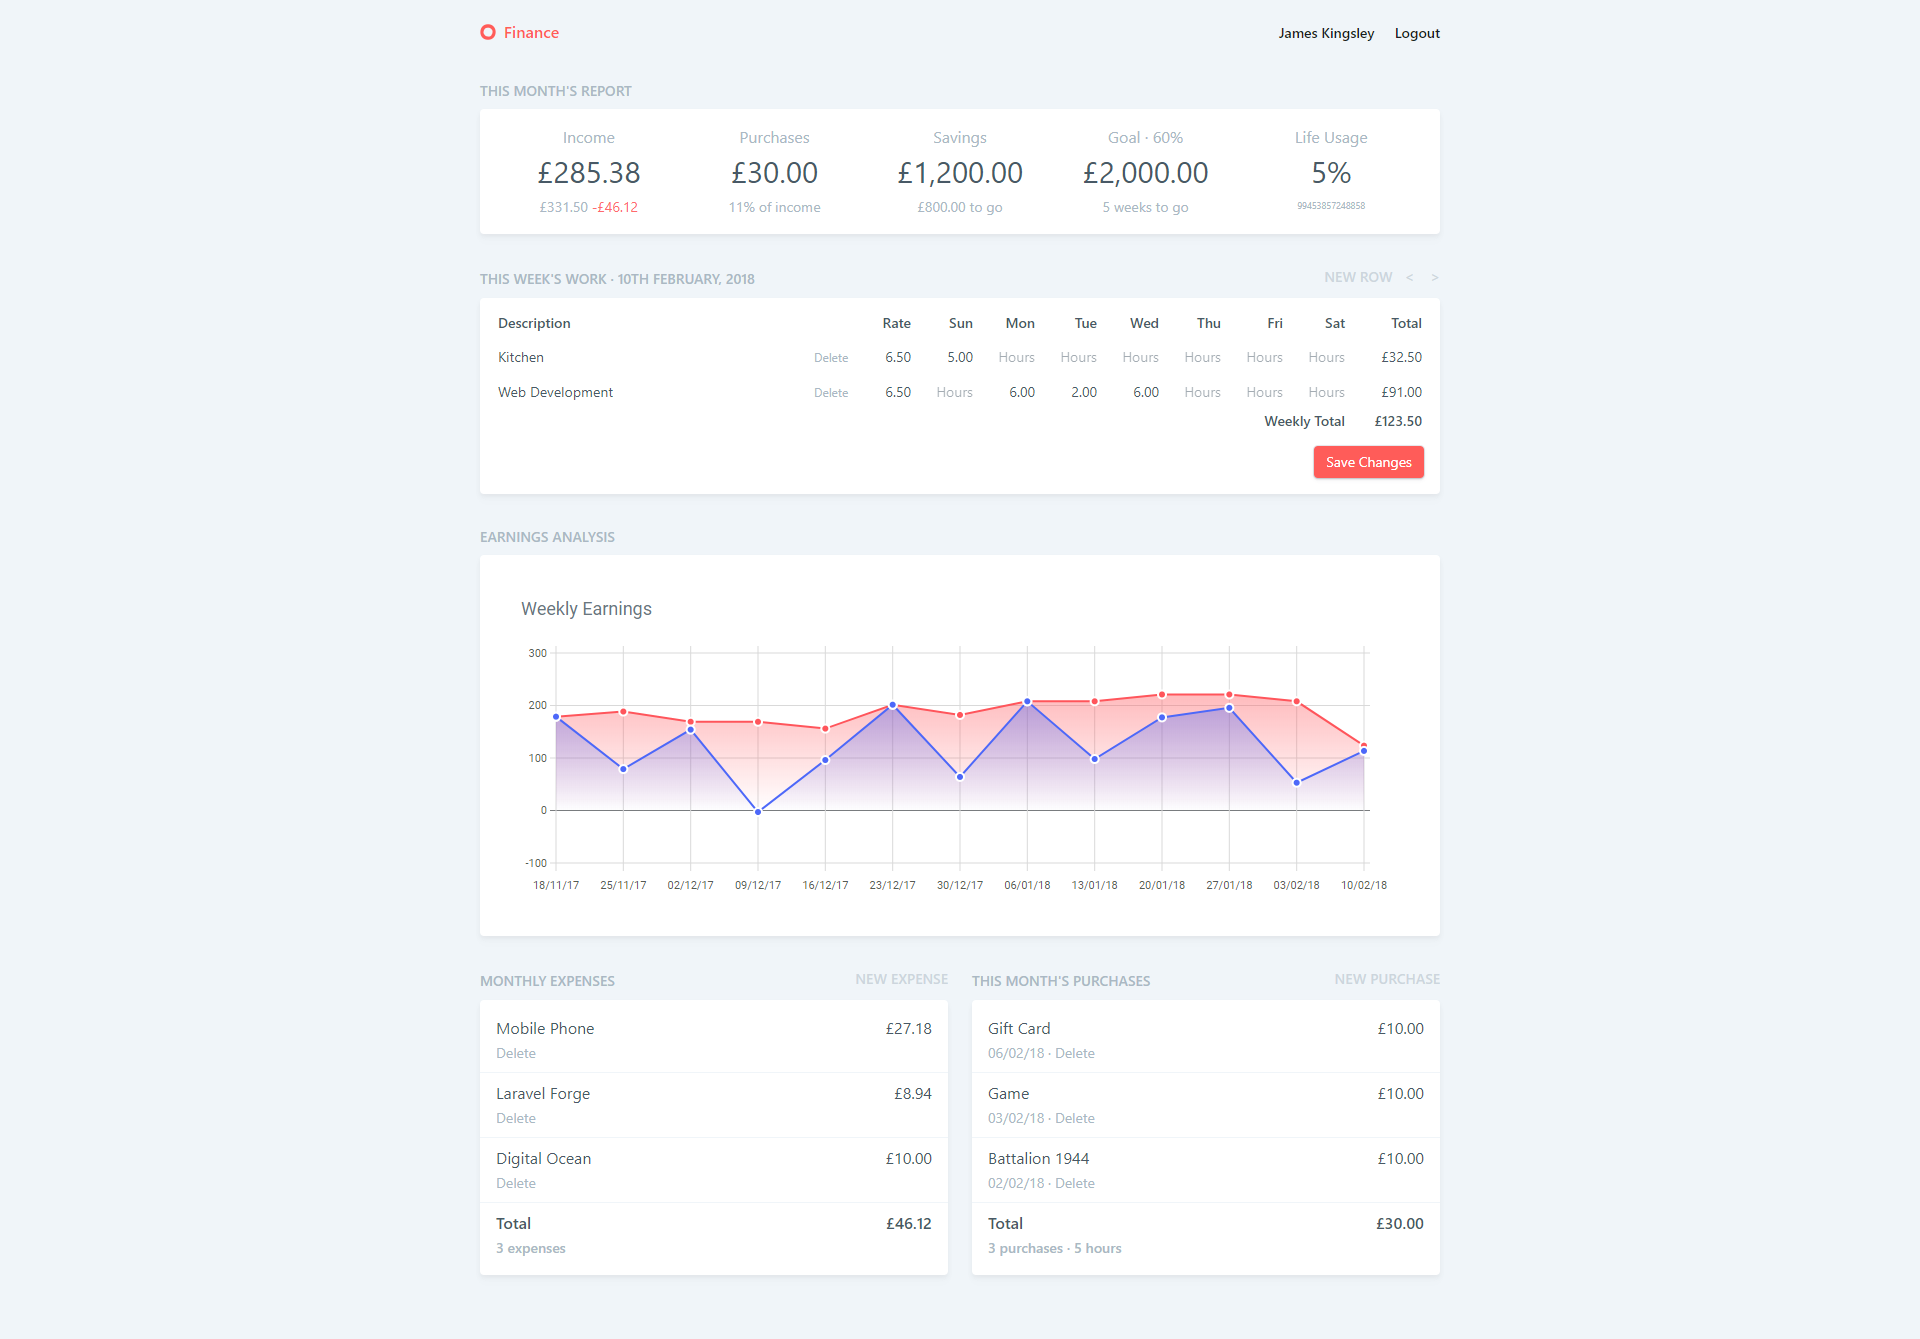 Finance
James Kingsley Logout
THIS MONTH'S REPORT
Income Purchases Savings Goal · 60% Life Usage
£285.38 £30.00 £1,200.00 £2,000.00 5%
£331.50 -£46.12 11% of income £800.00 to go 5 weeks to go 99453857248858
THIS WEEK'S WORK · 10TH FEBRUARY, 2018 NEW ROW < >
Description Rate Sun Mon Tue Wed Thu Fri Sat Total
Kitchen Delete 6.50 5.00 Hours Hours Hours Hours Hours Hours £32.50
Web Development Delete 6.50 Hours 6.00 2.00 6.00 Hours Hours Hours £91.00
Weekly Total £123.50
Save Changes
EARNINGS ANALYSIS
Weekly Earnings
300
200
100
0
-100
18/11/17 25/11/17 02/12/17 09/12/17 16/12/17 23/12/17 30/12/17 06/01/18 13/01/18 20/01/18 27/01/18 03/02/18 10/02/18
MONTHLY EXPENSES NEW EXPENSE
Mobile Phone £27.18
Delete
Laravel Forge £8.94
Delete
Digital Ocean £10.00
Delete
Total £46.12
3 expenses
THIS MONTH'S PURCHASES NEW PURCHASE
Gift Card £10.00
06/02/18 · Delete
Game £10.00
03/02/18 · Delete
Battalion 1944 £10.00
02/02/18 · Delete
Total £30.00
3 purchases · 5 hours